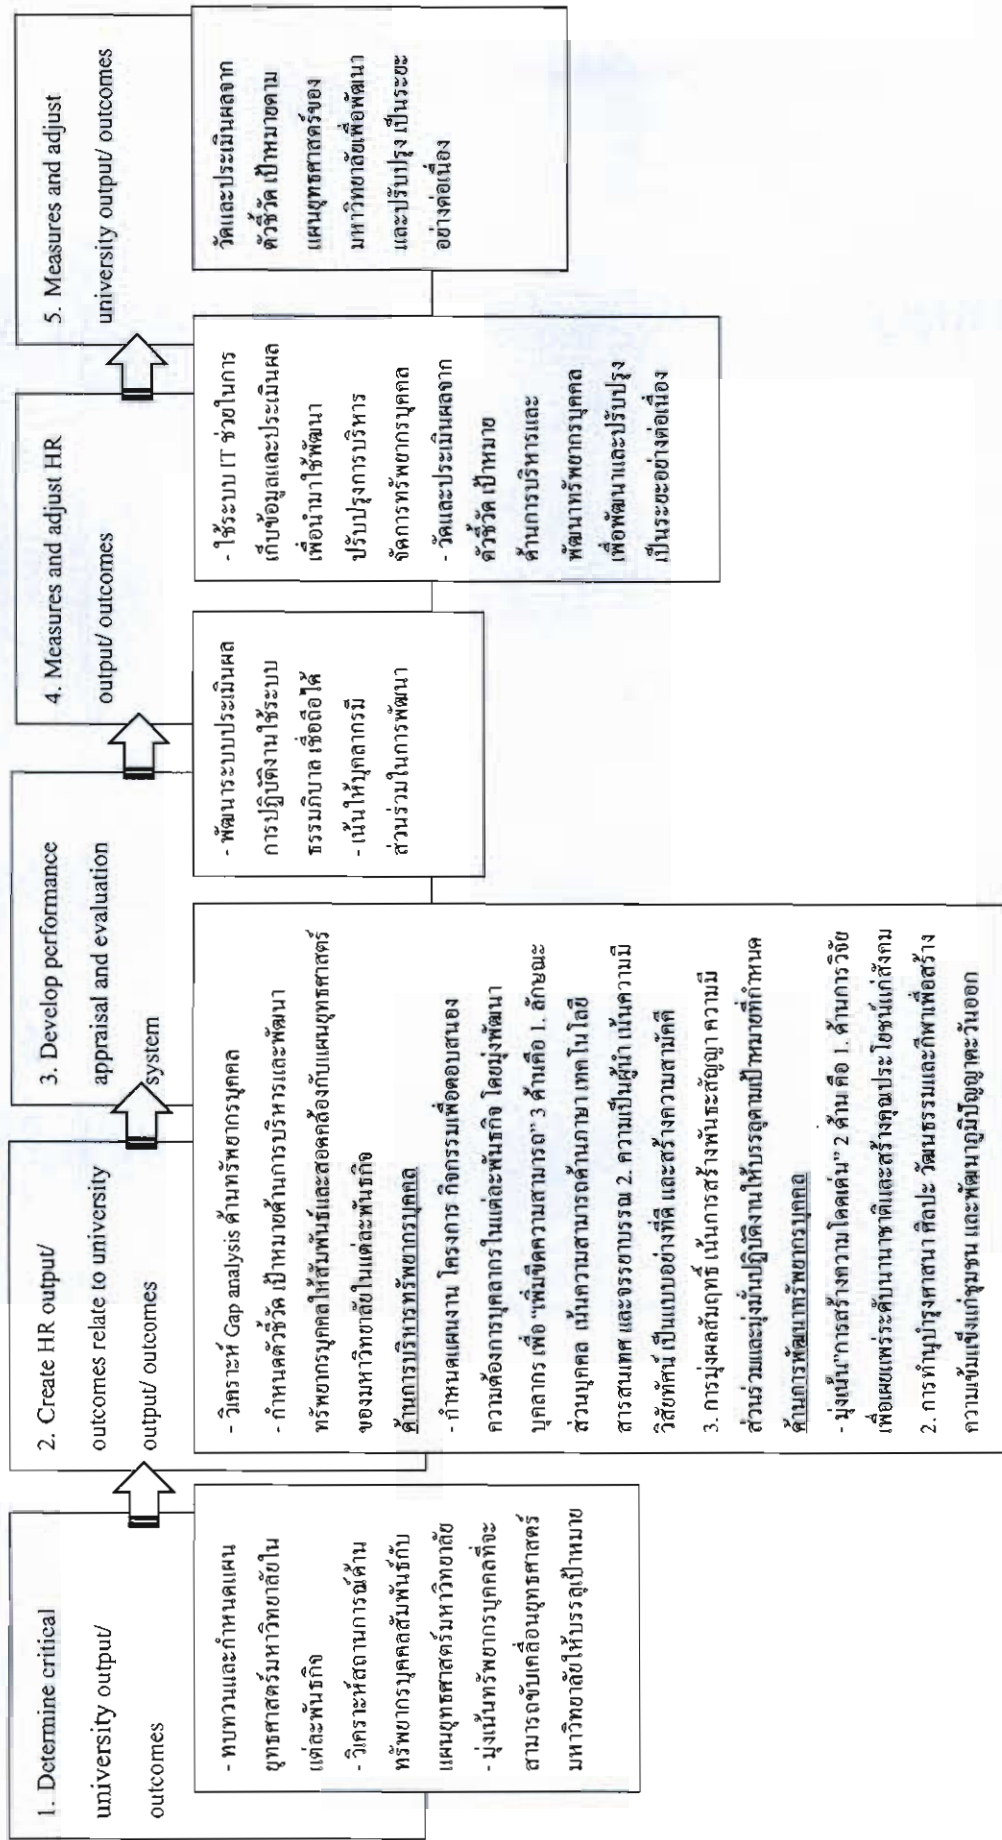 1. Determine critical
university output/
outcomes
- ทบทวนและกำหนดแผน
ยุทธศาสตร์มหาวิทยาลัยใน
แต่ละพันธกิจ
- วิเคราะห์สถานการณ์ด้าน
ทรัพยากรบุคคลสัมพันธ์กับ
แผนยุทธศาสตร์มหาวิทยาลัย
- มุ่งเน้นทรัพยากรบุคคลที่จะ
สามารถขับเคลื่อนยุทธศาสตร์
มหาวิทยาลัยให้บรรลุเป้าหมาย
2. Create HR output/
outcomes relate to university
output/ outcomes
- วิเคราะห์ Gap analysis ด้านทรัพยากรบุคคล
- กำหนดตัวชี้วัด เป้าหมายด้านการบริหารและพัฒนา
ทรัพยากรบุคคลให้สัมพันธ์และสอดคล้องกับแผนยุทธศาสตร์
ของมหาวิทยาลัยในแต่ละพันธกิจ
ด้านการบริหารทรัพยากรบุคคล
- กำหนดแผนงาน โครงการ กิจกรรมเพื่อตอบสนอง
ความต้องการบุคลากรในแต่ละพันธกิจ โดยมุ่งพัฒนา
บุคลากร เพื่อ "เพิ่มขีดความสามารถ" 3 ด้านคือ 1. ลักษณะ
ส่วนบุคคล เน้นความสามารถด้านภาษา เทคโนโลยี
สารสนเทศ และจรรยาบรรณ 2. ความเป็นผู้นำ เน้นความมี
วิสัยทัศน์ เป็นแบบอย่างที่ดี และสร้างความสามัคคี
3. การมุ่งผลสัมฤทธิ์ เน้นการสร้างพันธะสัญญา ความมี
ส่วนร่วมและมุ่งมั่นปฏิบัติงานให้บรรลุตามเป้าหมายที่กำหนด
ด้านการพัฒนาทรัพยากรบุคคล
- มุ่งเน้น"การสร้างความโดดเด่น" 2 ด้าน คือ 1. ด้านการวิจัย
เพื่อเผยแพร่ระดับนานาชาติและสร้างคุณประโยชน์แก่สังคม
2. การทำนุบำรุงศาสนา ศิลปะ วัฒนธรรมและกีฬาเพื่อสร้าง
ความเข้มแข็งแก่ชุมชน และพัฒนาภูมิปัญญาตะวันออก
3. Develop performance
appraisal and evaluation
system
- พัฒนาระบบประเมินผล
การปฏิบัติงานใช้ระบบ
ธรรมภิบาล เชื่อถือได้
- เน้นให้บุคลากรมี
ส่วนร่วมในการพัฒนา
4. Measures and adjust HR
output/ outcomes
- ใช้ระบบ IT ช่วยในการ
เก็บข้อมูลและประเมินผล
เพื่อนำมาใช้พัฒนา
ปรับปรุงการบริหาร
จัดการทรัพยากรบุคคล
- วัดและประเมินผลจาก
ตัวชี้วัด เป้าหมาย
ด้านการบริหารและ
พัฒนาทรัพยากรบุคคล
เพื่อพัฒนาและปรับปรุง
เป็นระยะอย่างต่อเนื่อง
5. Measures and adjust
university output/ outcomes
วัดและประเมินผลจาก
ตัวชี้วัด เป้าหมายตาม
แผนยุทธศาสตร์ของ
มหาวิทยาลัยเพื่อพัฒนา
และปรับปรุง เป็นระยะ
อย่างต่อเนื่อง